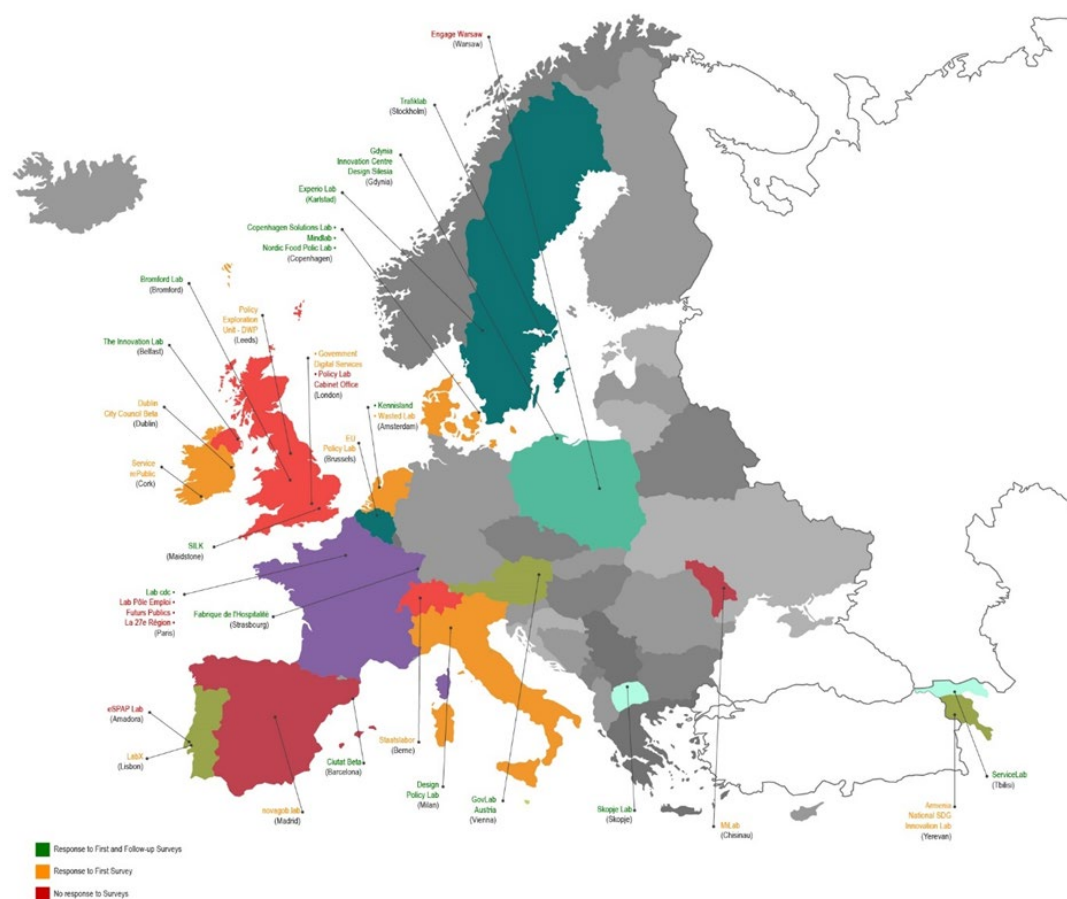 Engage Warsaw
(Warsaw)
Trafiklab
(Stockholm)
Gdynia
Innovation Centre
Design Silesia
(Gdynia)
Experio Lab
(Karlstad)
Copenhagen Solutions Lab •
Mindlab •
Nordic Food Polic Lab •
(Copenhagen)
Bromford Lab
(Bromford)
Policy
Exploration
Unit - DWP
(Leeds)
The Innovation Lab
(Belfast)
• Government
Digital Services
• Policy Lab
Cabinet Office
(London)
Dublin
City Council Beta
(Dublin)
• Kennisland
• Wasted Lab
(Amsterdam)
EU
Policy Lab
(Brussels)
Service
rePublic
(Cork)
SILK
(Maidstone)
Lab cdc •
Lab Pôle Emploi •
Futurs Publics •
La 27e Région •
(Paris)
Fabrique de l'Hospitalité
(Strasbourg)
eSPAP Lab
(Amadora)
LabX
(Lisbon)
novagob.lab
(Madrid)
Ciutat Beta
(Barcelona)
Staatslabor
(Berne)
Design
Policy Lab
(Milan)
GovLab
Austria
(Vienna)
Skopje Lab
(Skopje)
MiLab
(Chisinau)
Armenia
National SDG
Innovation Lab
(Yerevan)
ServiceLab
(Tbilisi)
Response to First and Follow-up Surveys
Response to First Survey
No response to Surveys